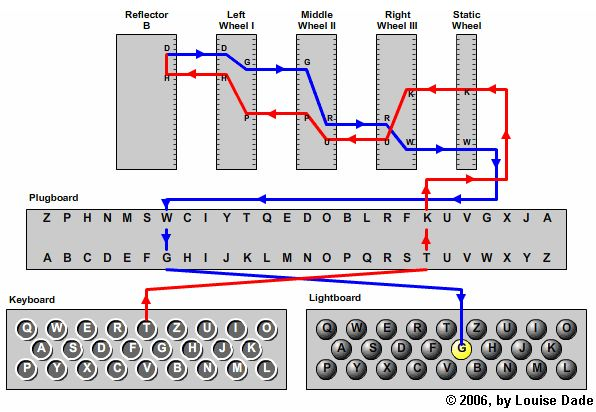 Reflector B
Left Wheel I
Middle Wheel II
Right Wheel III
Static Wheel
D D
G G
H H
K K
P P
R R
U U
W W
Plugboard
Z P H N M S W C I Y T Q E D O B L R F K U V G X J A
A B C D E F G H I J K L M N O P Q R S T U V W X Y Z
Keyboard
Q W E R T Z U I O
A S D F G H J K
P Y X C V B N M L
Lightboard
Q W E R T Z U I O
A S D F G H J K
P Y X C V B N M L
© 2006, by Louise Dade